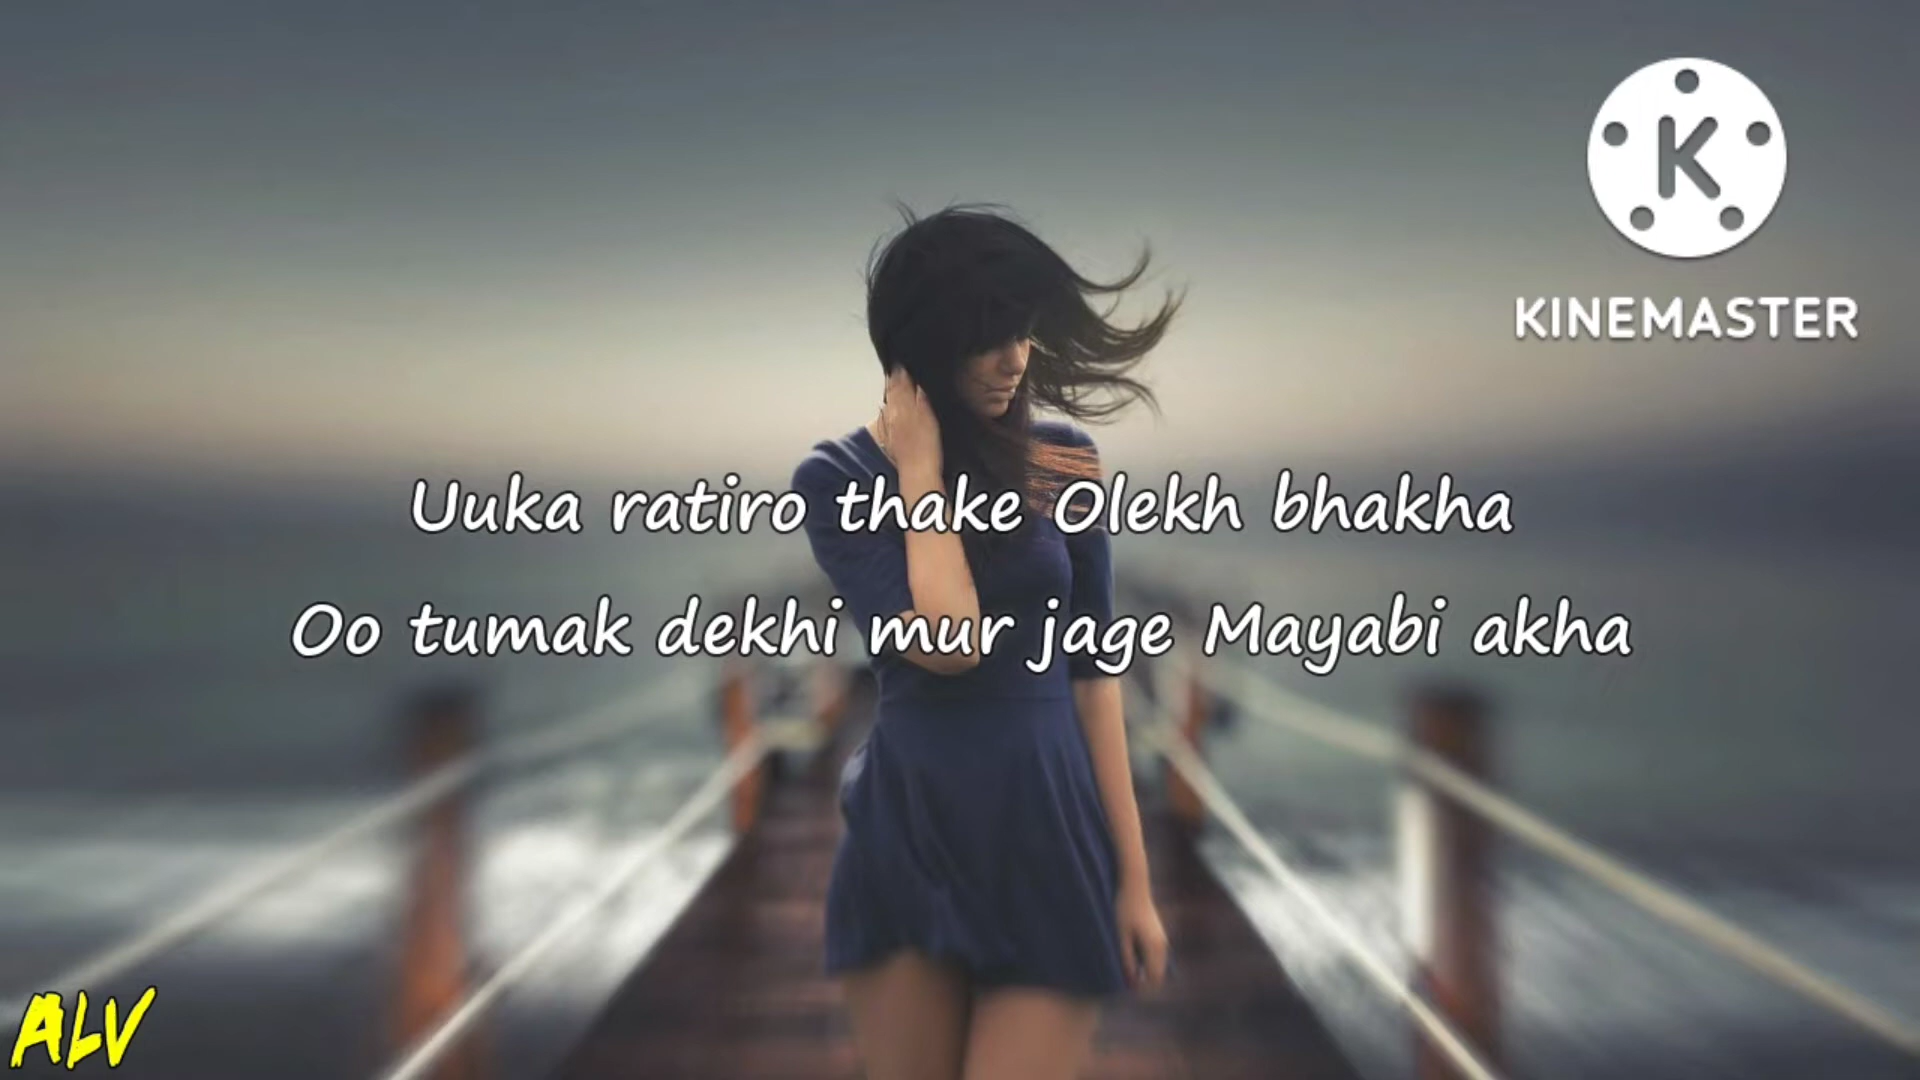 K
KINEMASTER
Uuka ratiro thake Olekh bhakha
Oo tumak dekhi mur jage Mayabi akha
ALV